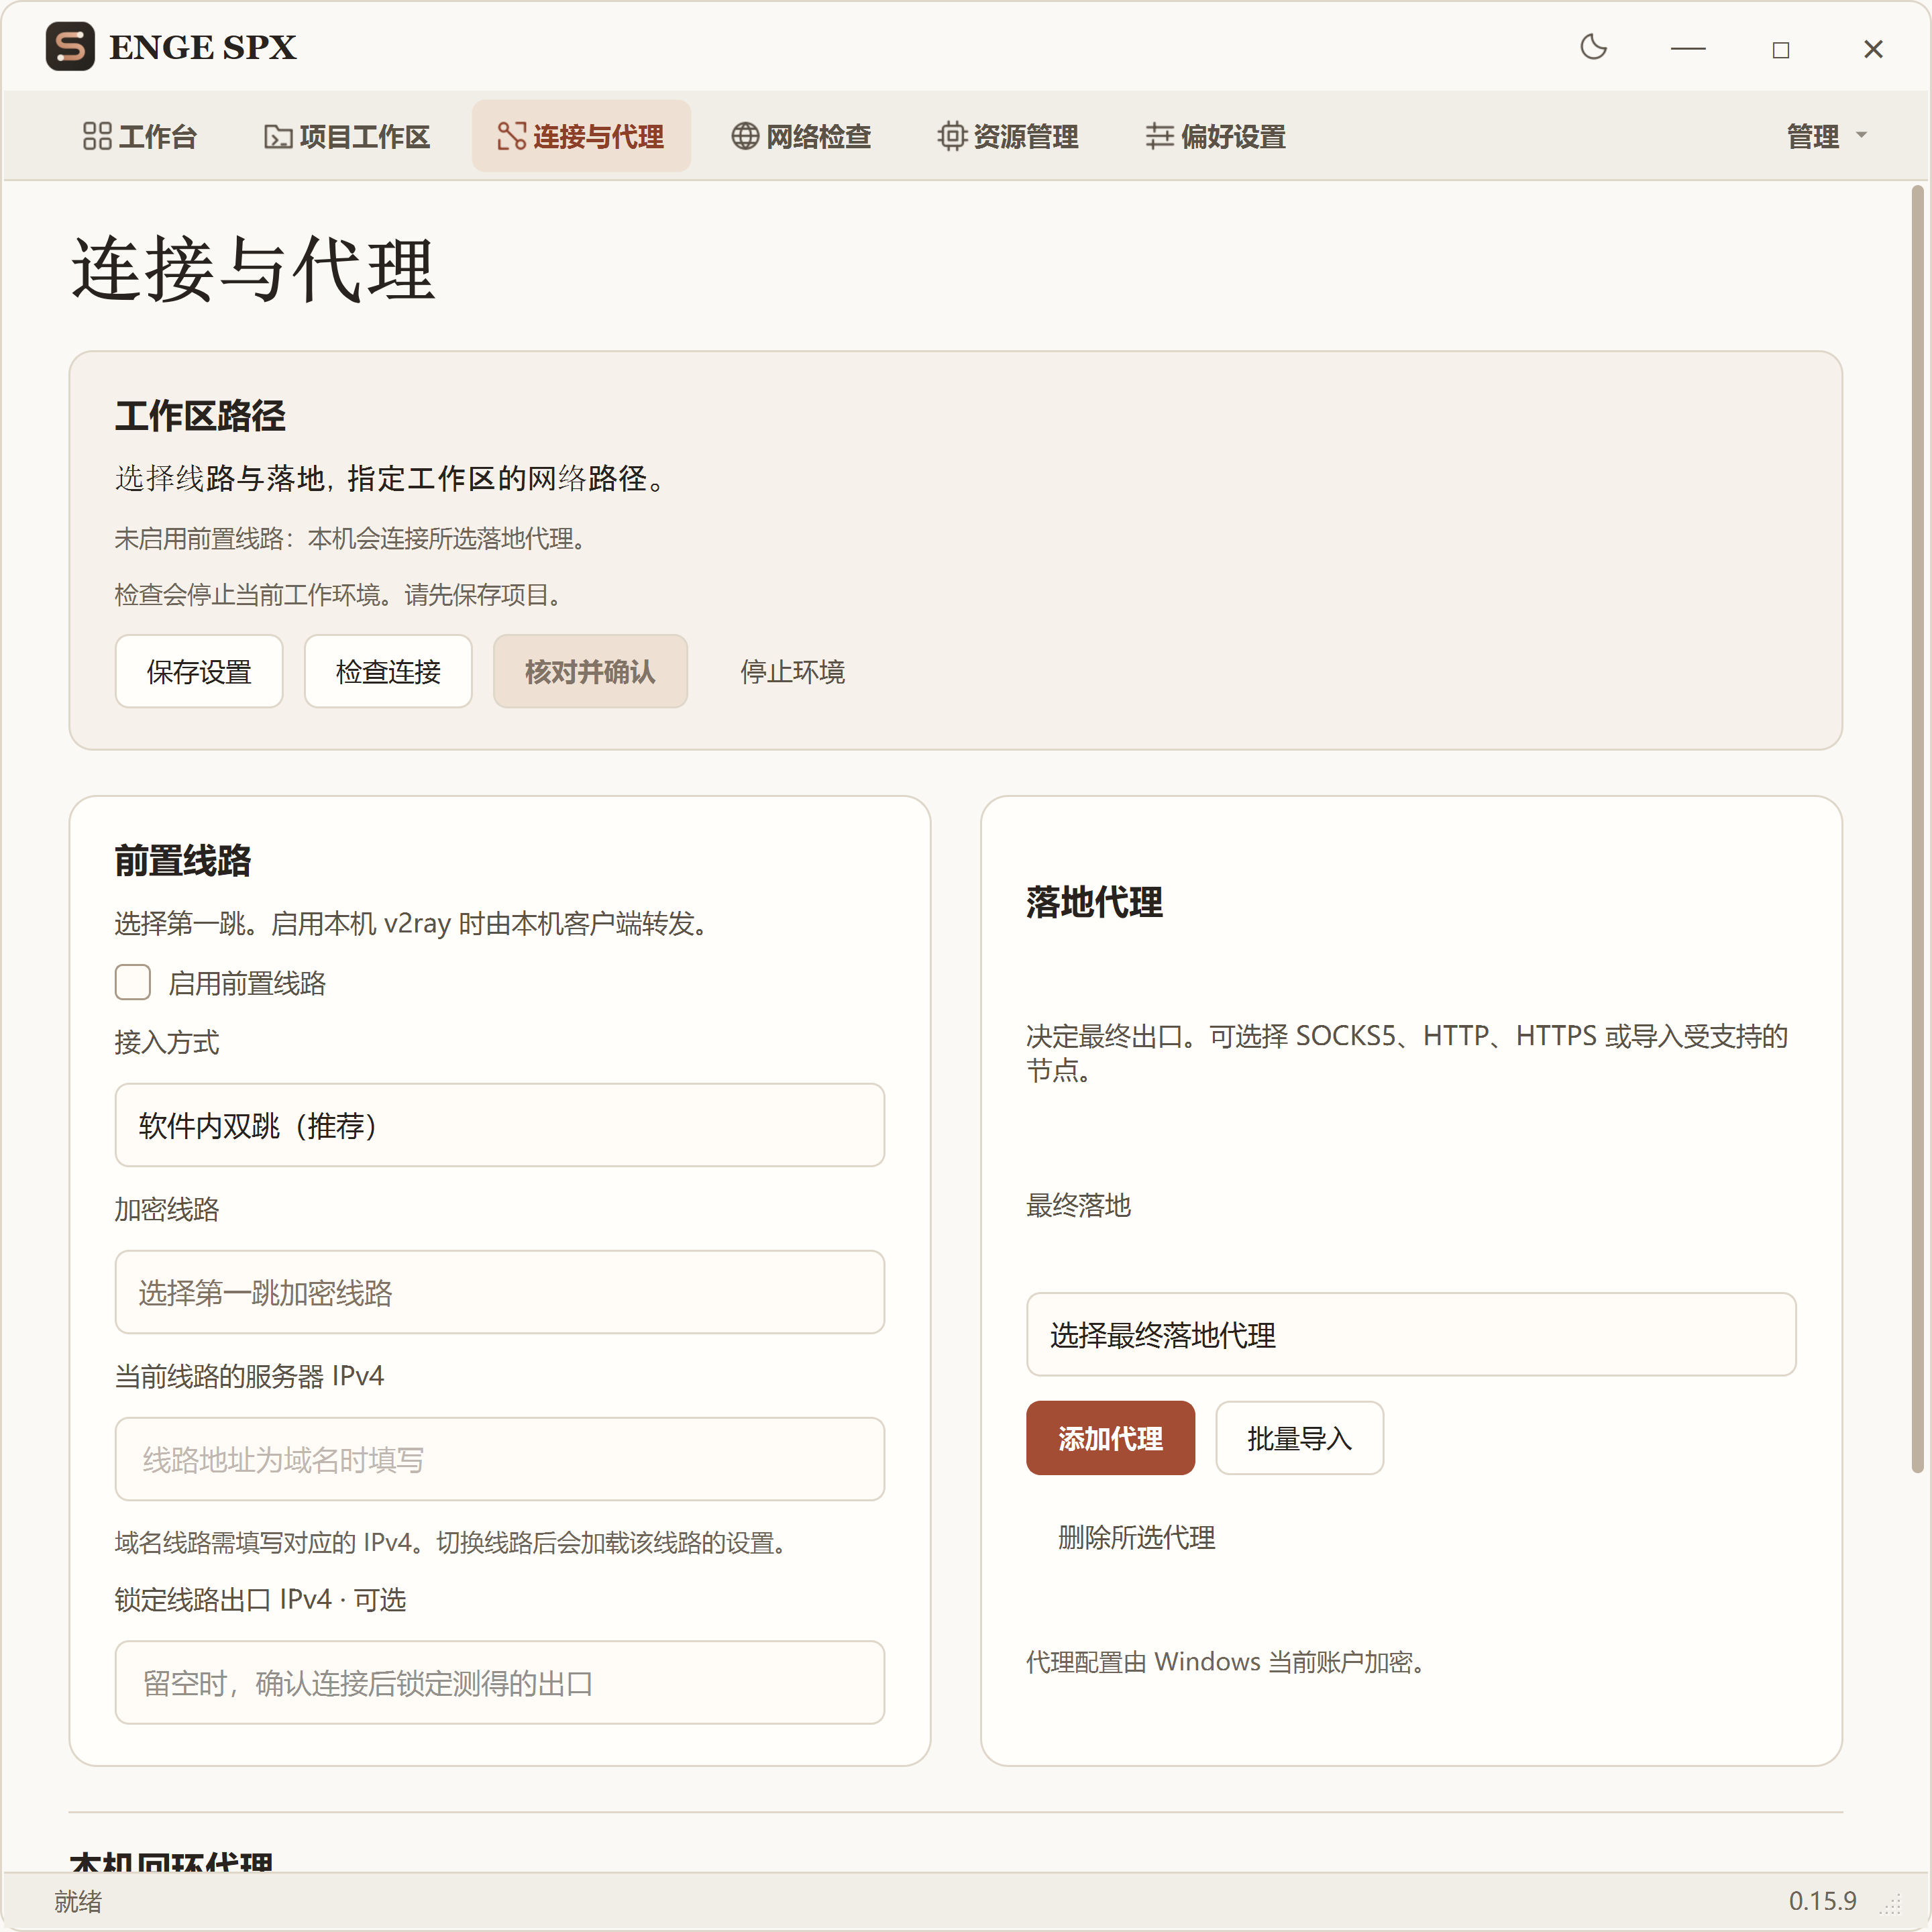 ENGE SPX
工作台
项目工作区
连接与代理
网络检查
资源管理
偏好设置
管理
连接与代理
工作区路径
选择线路与落地, 指定工作区的网络路径。
未启用前置线路：本机会连接所选落地代理。
检查会停止当前工作环境。请先保存项目。
保存设置
检查连接
核对并确认
停止环境
前置线路
选择第一跳。启用本机 v2ray 时由本机客户端转发。
启用前置线路
接入方式
软件内双跳（推荐）
加密线路
选择第一跳加密线路
当前线路的服务器 IPv4
线路地址为域名时填写
域名线路需填写对应的 IPv4。切换线路后会加载该线路的设置。
锁定线路出口 IPv4 · 可选
留空时，确认连接后锁定测得的出口
落地代理
决定最终出口。可选择 SOCKS5、HTTP、HTTPS 或导入受支持的
节点。
最终落地
选择最终落地代理
添加代理
批量导入
删除所选代理
代理配置由 Windows 当前账户加密。
本机回环代理
就绪
0.15.9